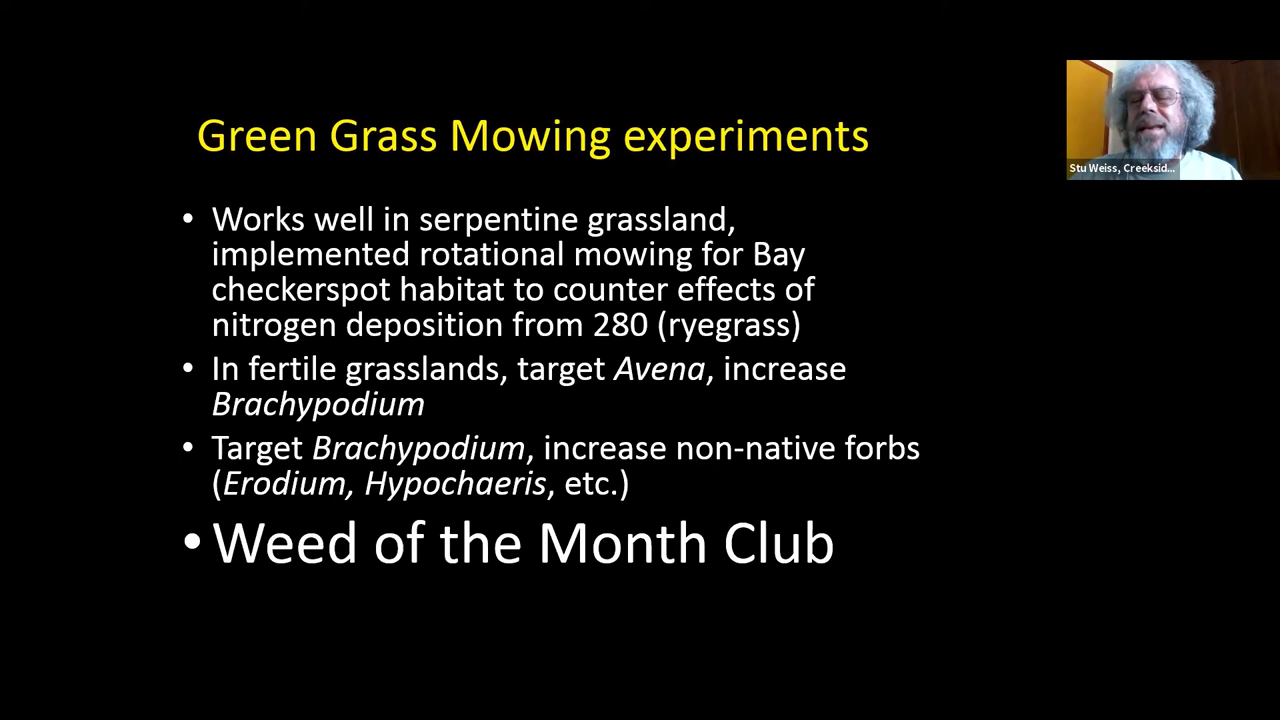 Green Grass Mowing experiments
• Works well in serpentine grassland,
implemented rotational mowing for Bay
checkerspot habitat to counter effects of
nitrogen deposition from 280 (ryegrass)
• In fertile grasslands, target Avena, increase
Brachypodium
• Target Brachypodium, increase non-native forbs
(Erodium, Hypochaeris, etc.)
• Weed of the Month Club
Stu Weiss, Creeksid...